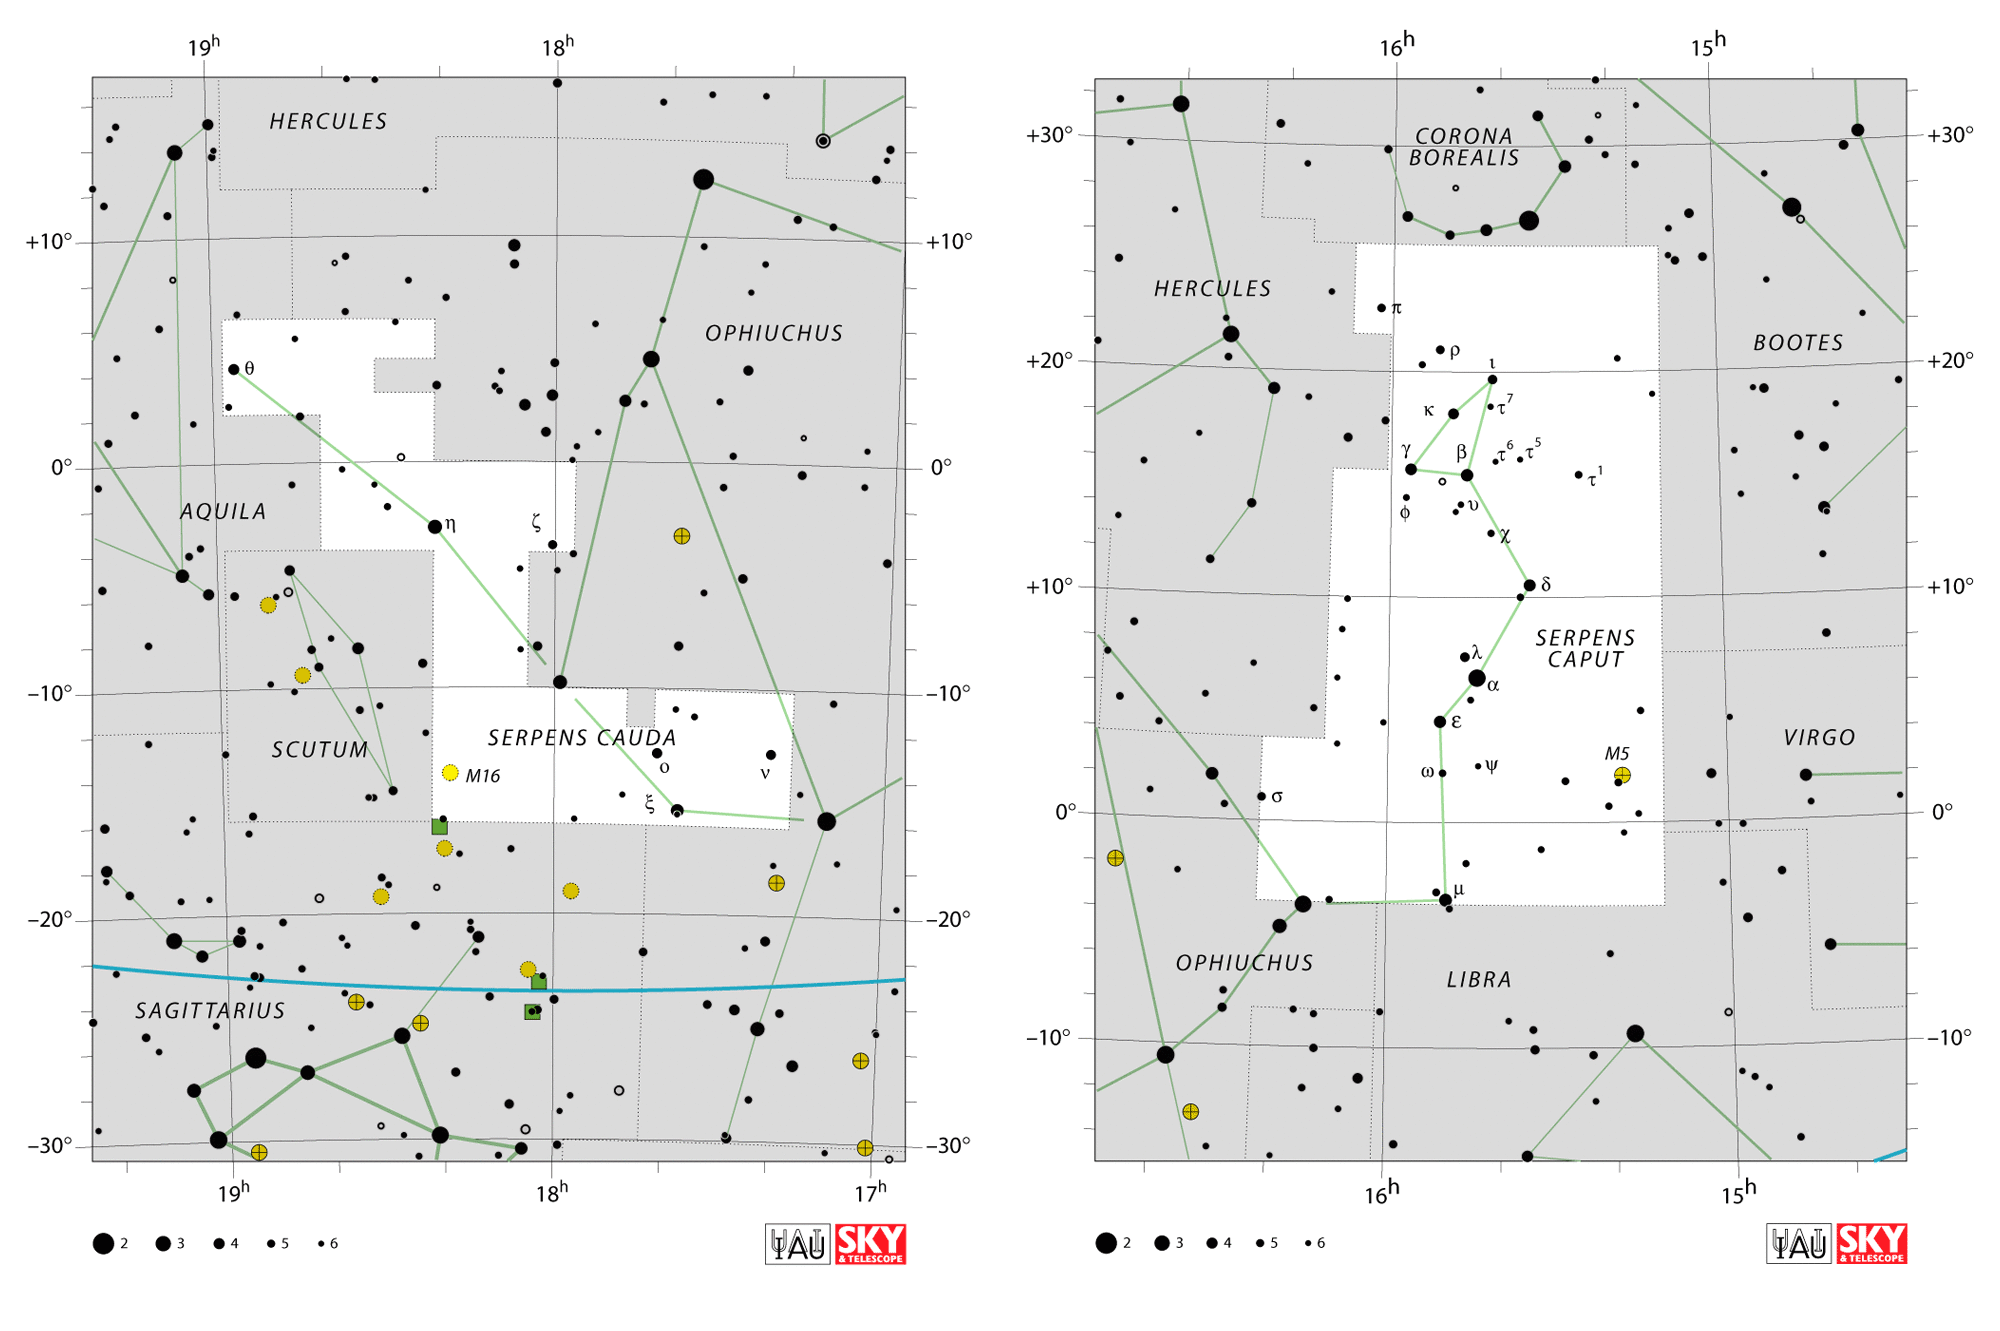 19h 18h
HERCULES
+10° +10°
OPHIUCHUS
θ
0° 0°
AQUILA
η
ζ
−10° −10°
SERPENS CAUDA
SCUTUM
ο
ν
M16
ξ
−20° −20°
SAGITTARIUS
−30° −30°
19h 18h 17h
2 3 4 5 6
IAU
SKY
& TELESCOPE
16h 15h
+30° +30°
CORONA
BOREALIS
HERCULES
π
BOOTES
ρ
+20° +20°
ι
κ
τ7
γ
β
τ6
τ5
τ1
φ
υ
χ
+10° +10°
δ
SERPENS
CAPUT
λ
α
ε
VIRGO
M5
ω
ψ
σ
0° 0°
μ
OPHIUCHUS
LIBRA
−10° −10°
16h 15h
2 3 4 5 6
IAU
SKY
& TELESCOPE